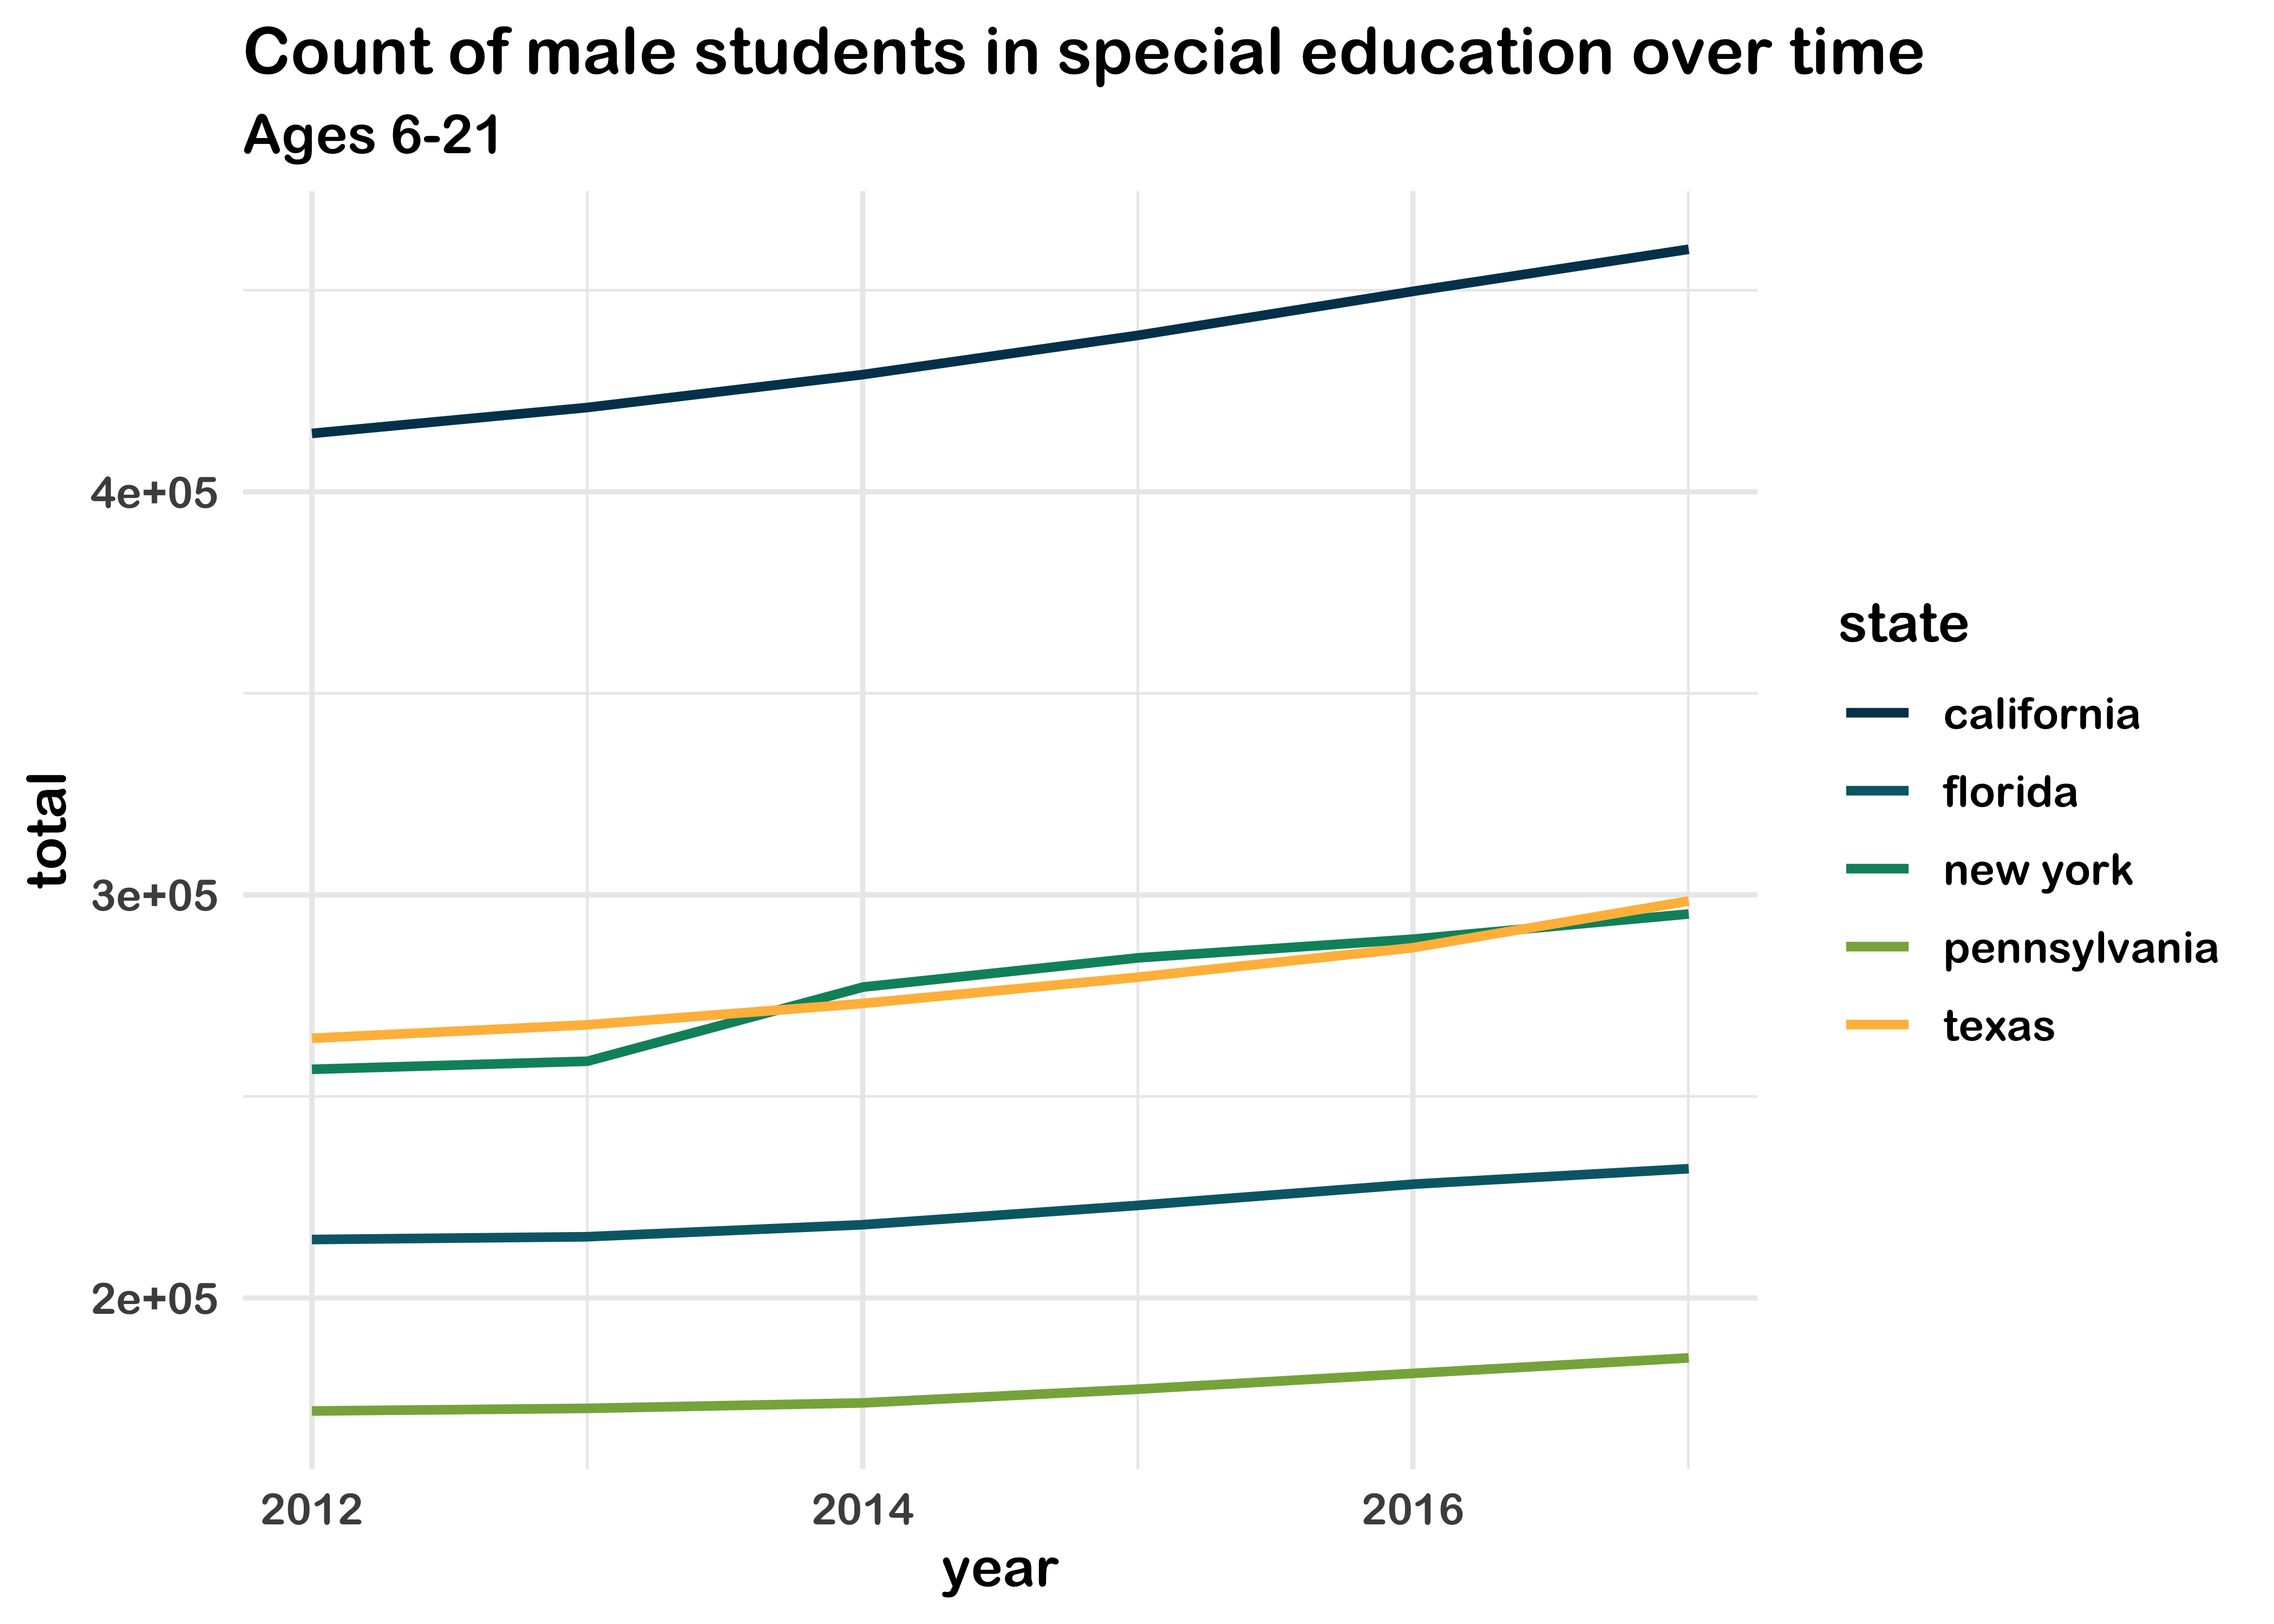 Count of male students in special education over time
Ages 6-21
total
4e+05
3e+05
2e+05
2012
2014
2016
year
state
california
florida
new york
pennsylvania
texas